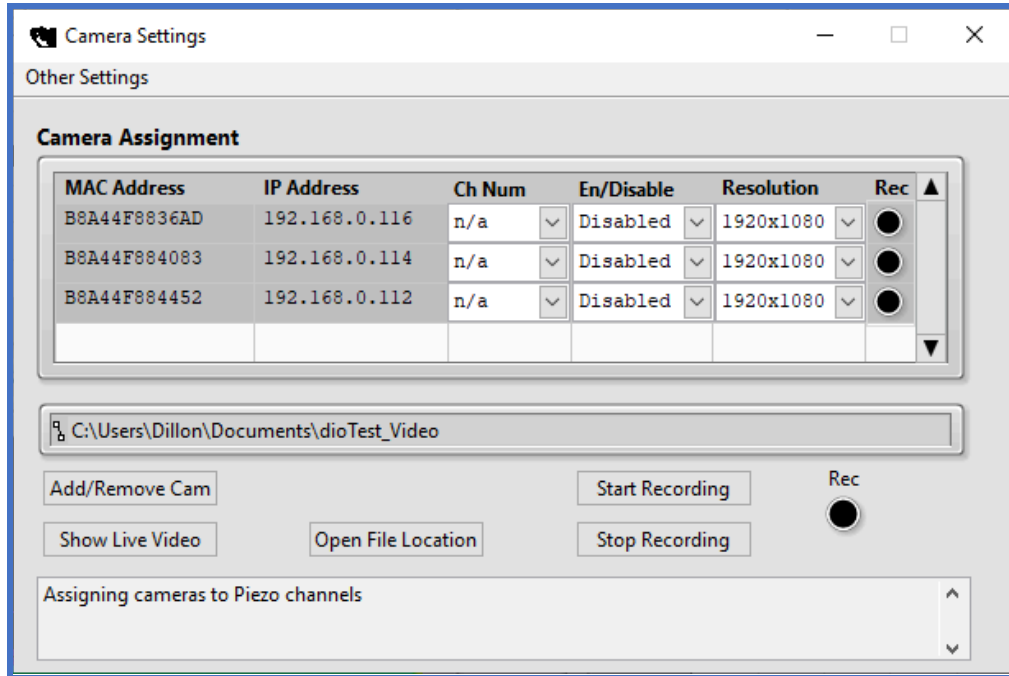 Camera Settings
Other Settings
Camera Assignment
MAC Address IP Address Ch Num En/Disable Resolution Rec
B8A44F8836AD 192.168.0.116 n/a Disabled 1920x1080
B8A44F884083 192.168.0.114 n/a Disabled 1920x1080
B8A44F884452 192.168.0.112 n/a Disabled 1920x1080
C:\Users\Dillon\Documents\dioTest_Video
Add/Remove Cam Start Recording Rec
Show Live Video Open File Location Stop Recording
Assigning cameras to Piezo channels